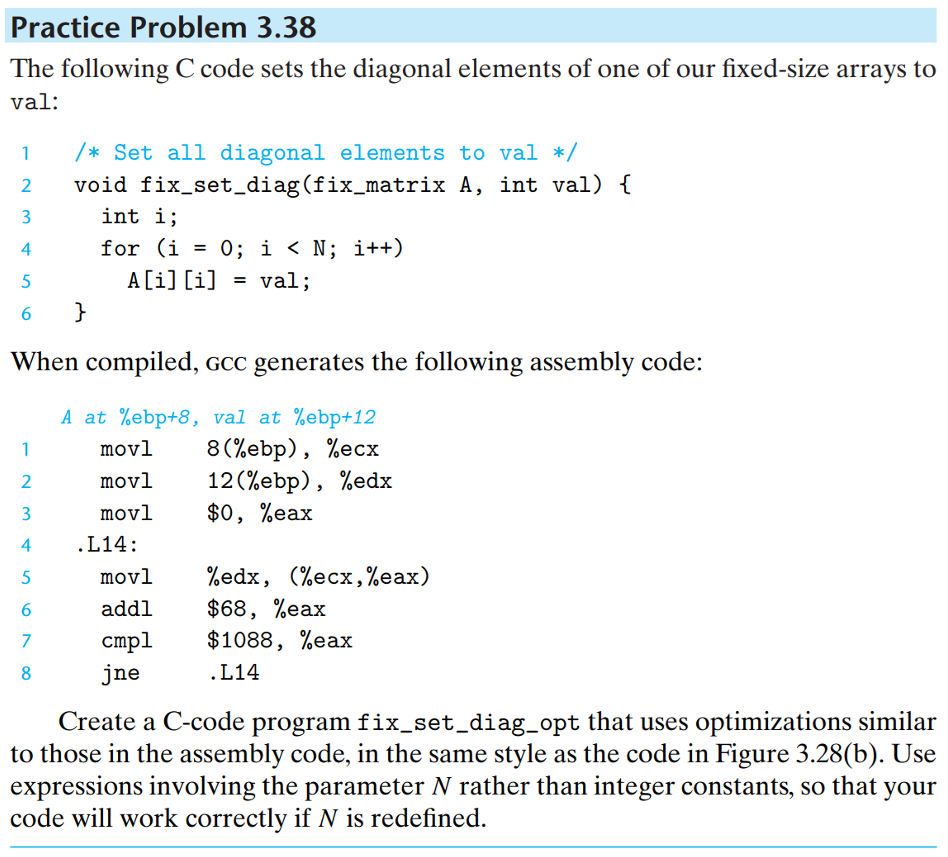 Practice Problem 3.38
The following C code sets the diagonal elements of one of our fixed-size arrays to
val:
1 /* Set all diagonal elements to val */
2 void fix_set_diag(fix_matrix A, int val) {
3 int i;
4 for (i = 0; i < N; i++)
5 A[i][i] = val;
6 }
When compiled, GCC generates the following assembly code:
A at %ebp+8, val at %ebp+12
1 movl 8(%ebp), %ecx
2 movl 12(%ebp), %edx
3 movl $0, %eax
4 .L14:
5 movl %edx, (%ecx,%eax)
6 addl $68, %eax
7 cmpl $1088, %eax
8 jne .L14
Create a C-code program fix_set_diag_opt that uses optimizations similar
to those in the assembly code, in the same style as the code in Figure 3.28(b). Use
expressions involving the parameter N rather than integer constants, so that your
code will work correctly if N is redefined.